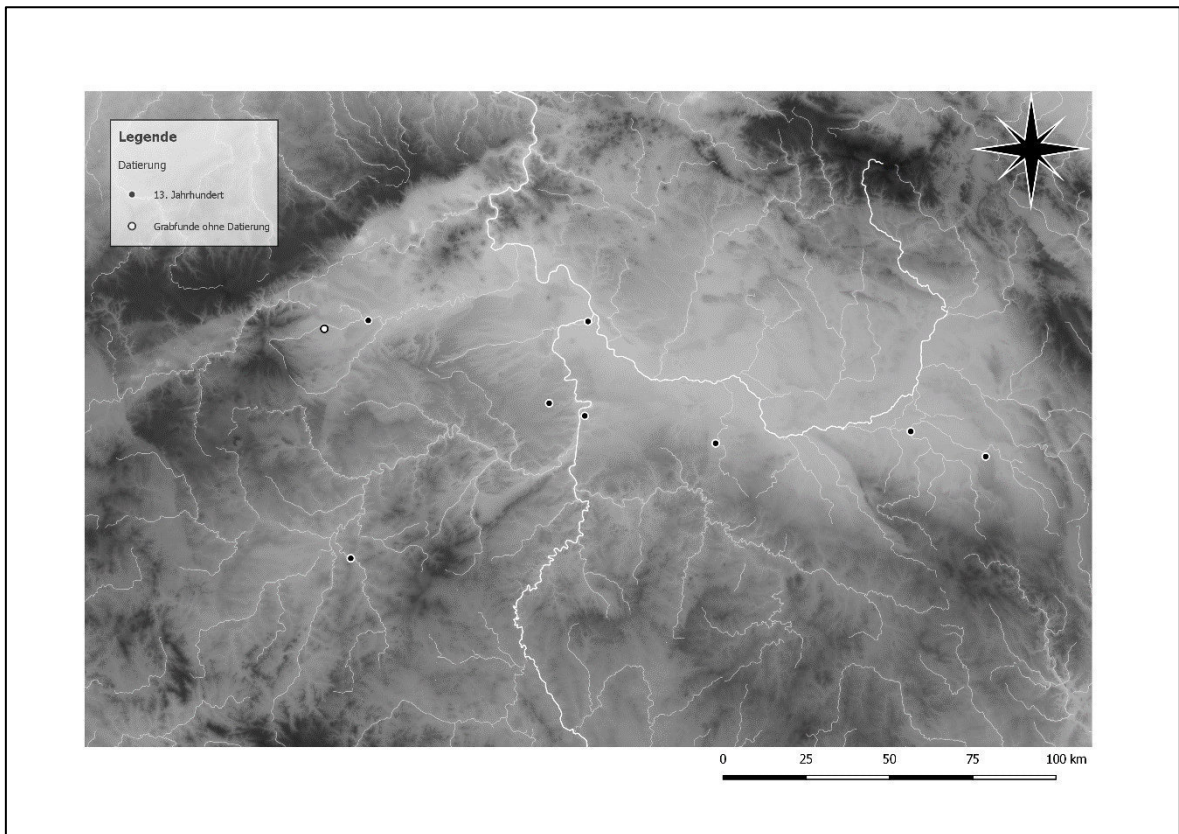 Legende
Datierung
13. Jahrhundert
Grabfunde ohne Datierung
0 25 50 75 100 km